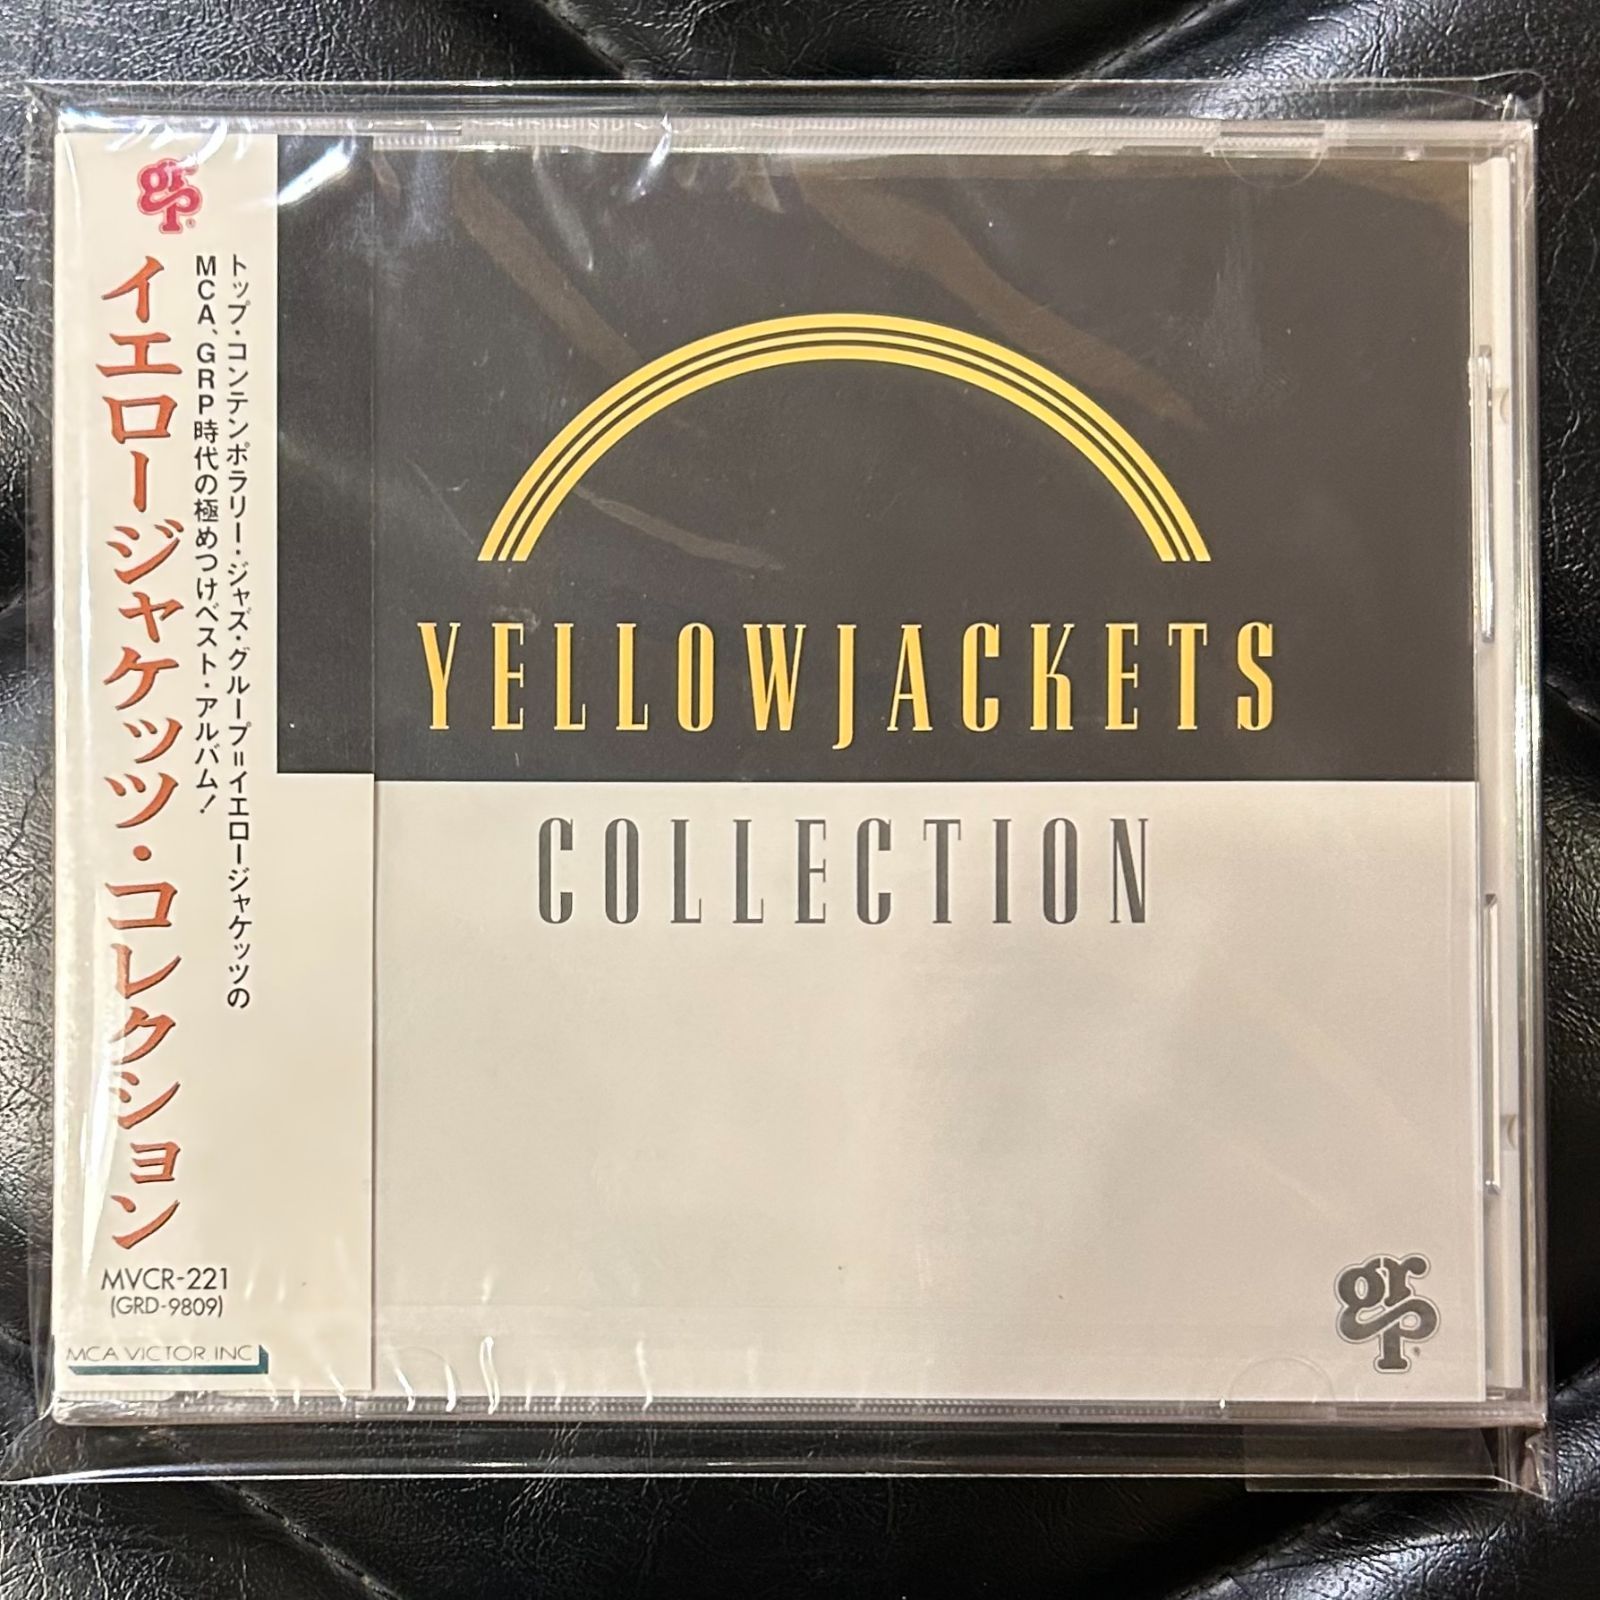 grp®
トップ・コンテンポラリー・ジャズ・グループ=イエロージャケッツの
MCA、GRP時代の極めつけベスト・アルバム!
イエロージャケッツ・コレクション
MVCR-221
(GRD-9809)
MCA VICTOR, INC
YELLOWJACKETS
COLLECTION
grp®